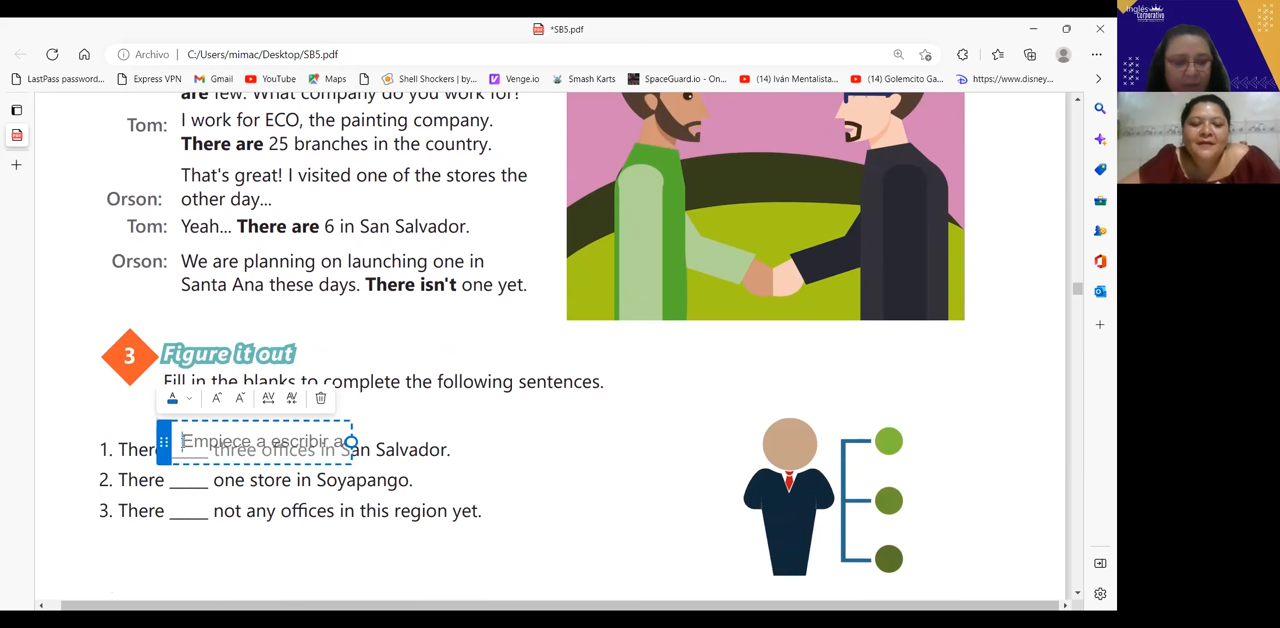 *SB5.pdf
Archivo
C:/Users/mimac/Desktop/SB5.pdf
LastPass password...
Express VPN
Gmail
YouTube
Maps
Shell Shockers | by...
Venge.io
Smash Karts
SpaceGuard.io - On...
(14) Iván Mentalista...
(14) Golemcito Ga...
https://www.disney...
Inglés
Corporativo
are few. What company do you work for?
Tom: I work for ECO, the painting company.
There are 25 branches in the country.
That's great! I visited one of the stores the
Orson: other day...
Tom: Yeah... There are 6 in San Salvador.
Orson: We are planning on launching one in
Santa Ana these days. There isn't one yet.
3 Figure it out
Fill in the blanks to complete the following sentences.
Empiece a escribir a
1. There ____ three offices in San Salvador.
2. There ____ one store in Soyapango.
3. There ____ not any offices in this region yet.